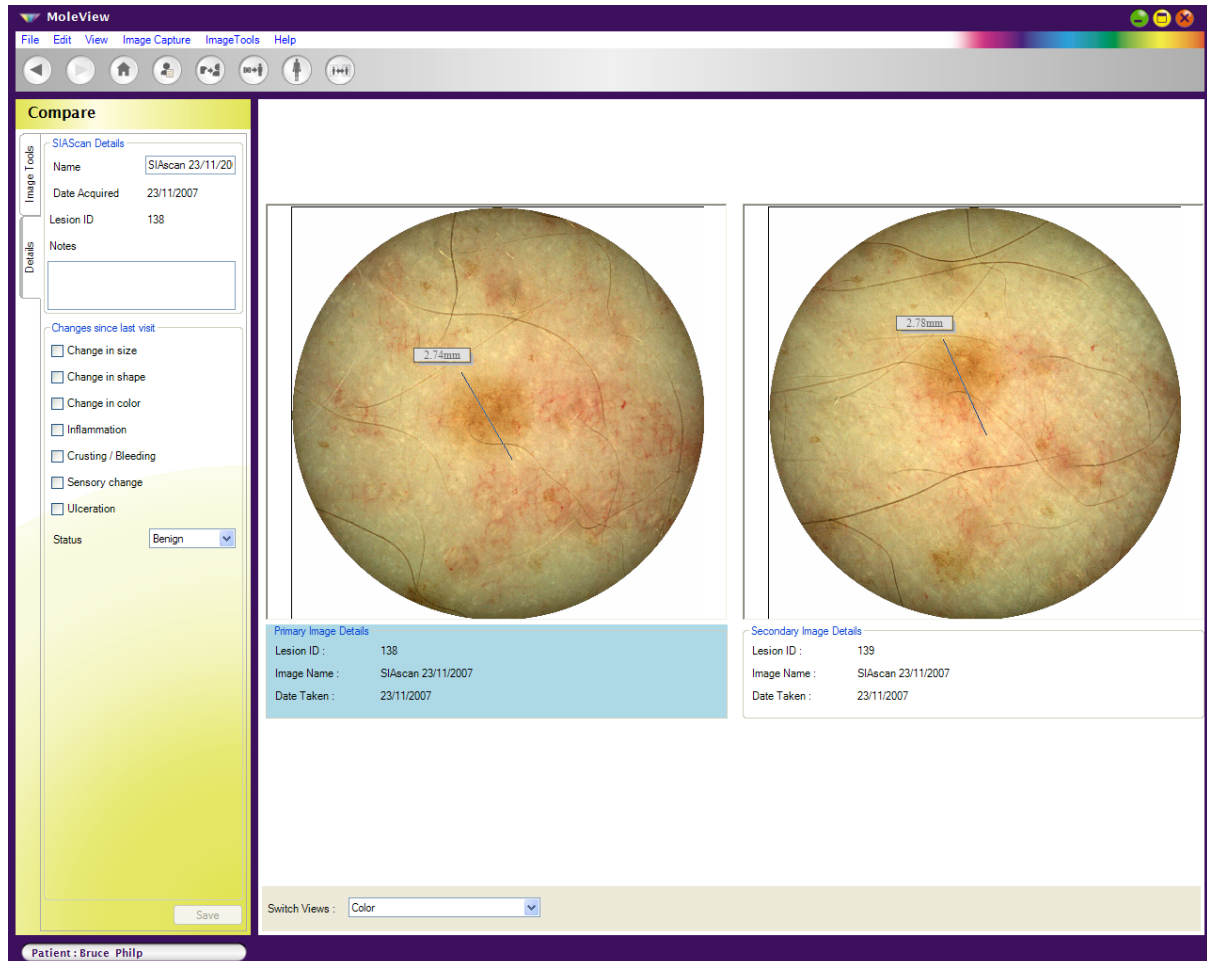 MoleView
File Edit View Image Capture ImageTools Help
Compare
Image Tools
Details
SIAScan Details
Name SIAscan 23/11/20
Date Acquired 23/11/2007
Lesion ID 138
Notes
Changes since last visit
Change in size
Change in shape
Change in color
Inflammation
Crusting / Bleeding
Sensory change
Ulceration
Status Benign
Save
2.74mm
2.78mm
Primary Image Details
Lesion ID : 138
Image Name : SIAscan 23/11/2007
Date Taken : 23/11/2007
Secondary Image Details
Lesion ID : 139
Image Name : SIAscan 23/11/2007
Date Taken : 23/11/2007
Switch Views : Color
Patient : Bruce Philp